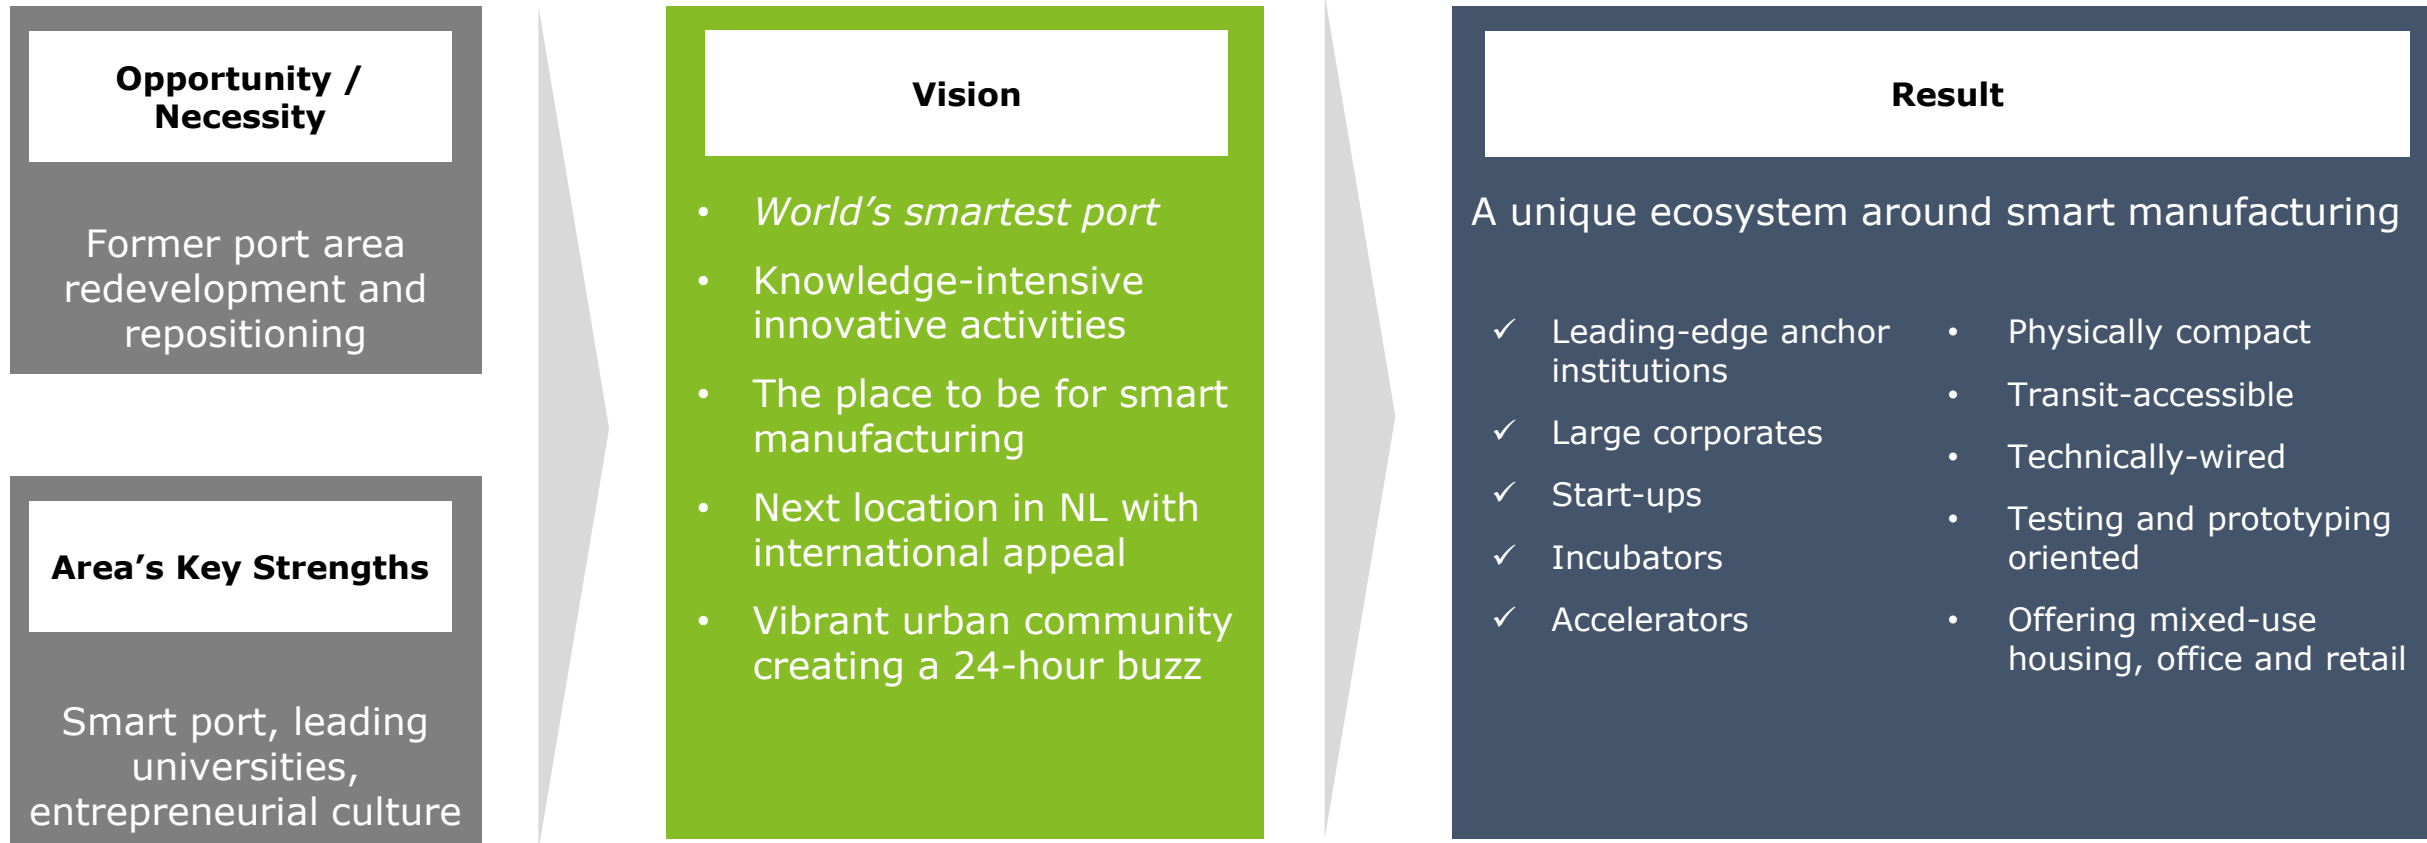 Opportunity /
Necessity
Former port area
redevelopment and
repositioning
Area’s Key Strengths
Smart port, leading
universities,
entrepreneurial culture
Vision
• World’s smartest port
• Knowledge-intensive
innovative activities
• The place to be for smart
manufacturing
• Next location in NL with
international appeal
• Vibrant urban community
creating a 24-hour buzz
Result
A unique ecosystem around smart manufacturing
✓ Leading-edge anchor
institutions
✓ Large corporates
✓ Start-ups
✓ Incubators
✓ Accelerators
• Physically compact
• Transit-accessible
• Technically-wired
• Testing and prototyping
oriented
• Offering mixed-use
housing, office and retail